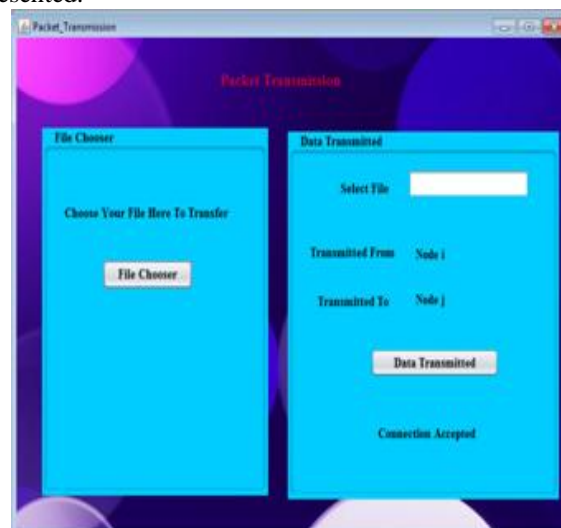 esented.
Packet_Transmission
Packet Transmission
File Chooser
Choose Your File Here To Transfer
File Chooser
Data Transmitted
Select File
Transmitted From Node i
Transmitted To Node j
Data Transmitted
Connection Accepted